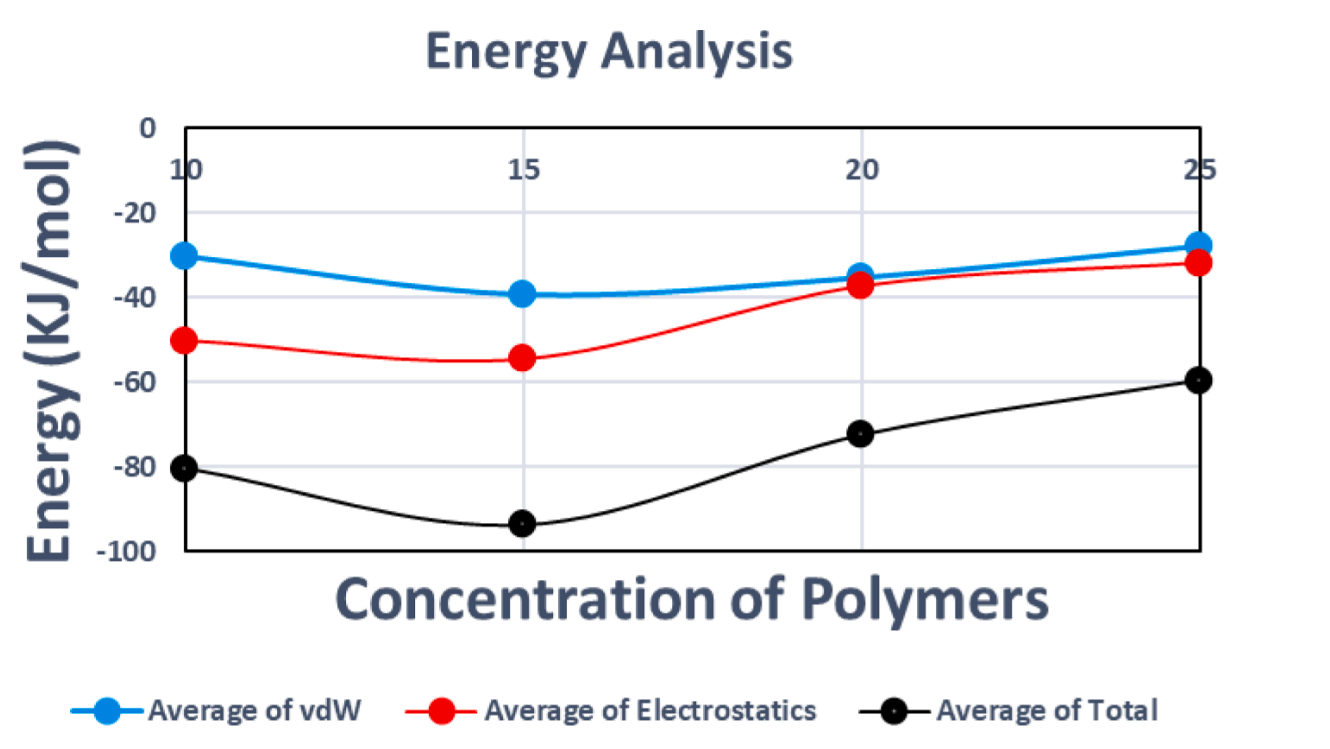 Energy Analysis
Energy (KJ/mol)
0
10 15 20 25
-20
-40
-60
-80
-100
Concentration of Polymers
Average of vdW Average of Electrostatics Average of Total